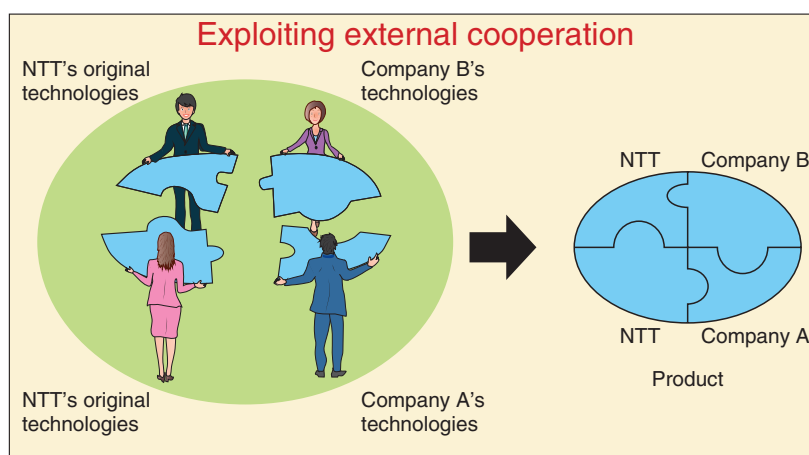 Exploiting external cooperation
NTT's original
technologies
Company B's
technologies
NTT
Company B
NTT's original
technologies
Company A's
technologies
NTT
Company A
Product